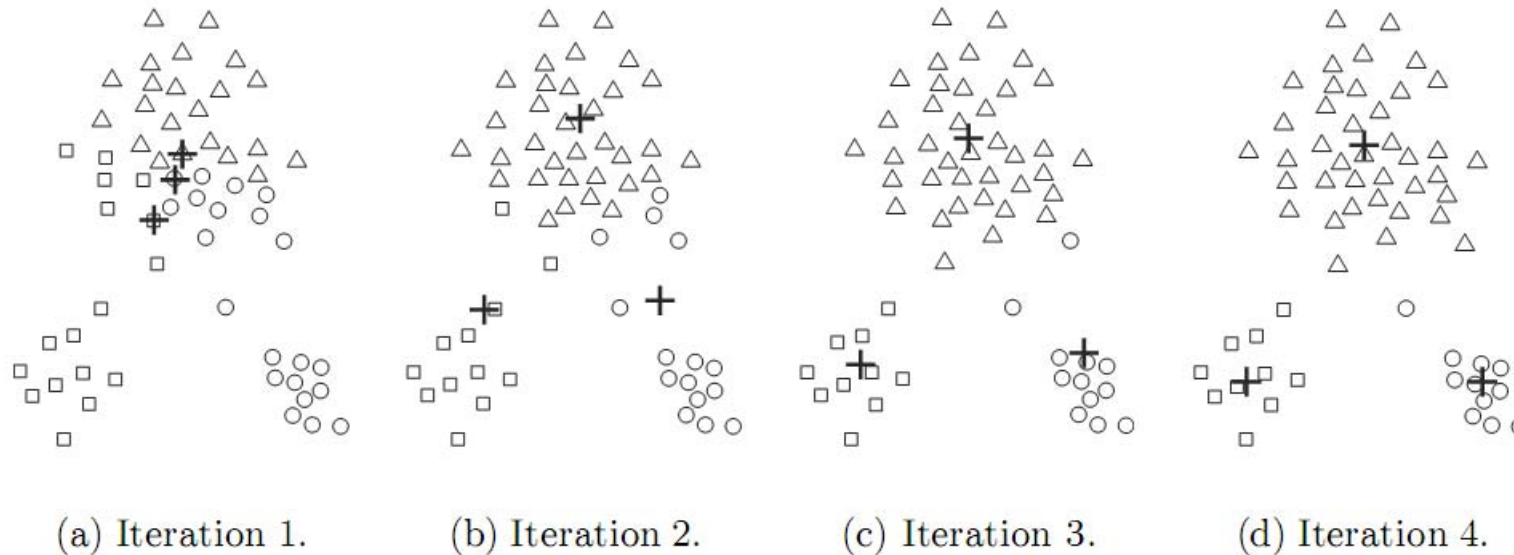 (a) Iteration 1.
(b) Iteration 2.
(c) Iteration 3.
(d) Iteration 4.